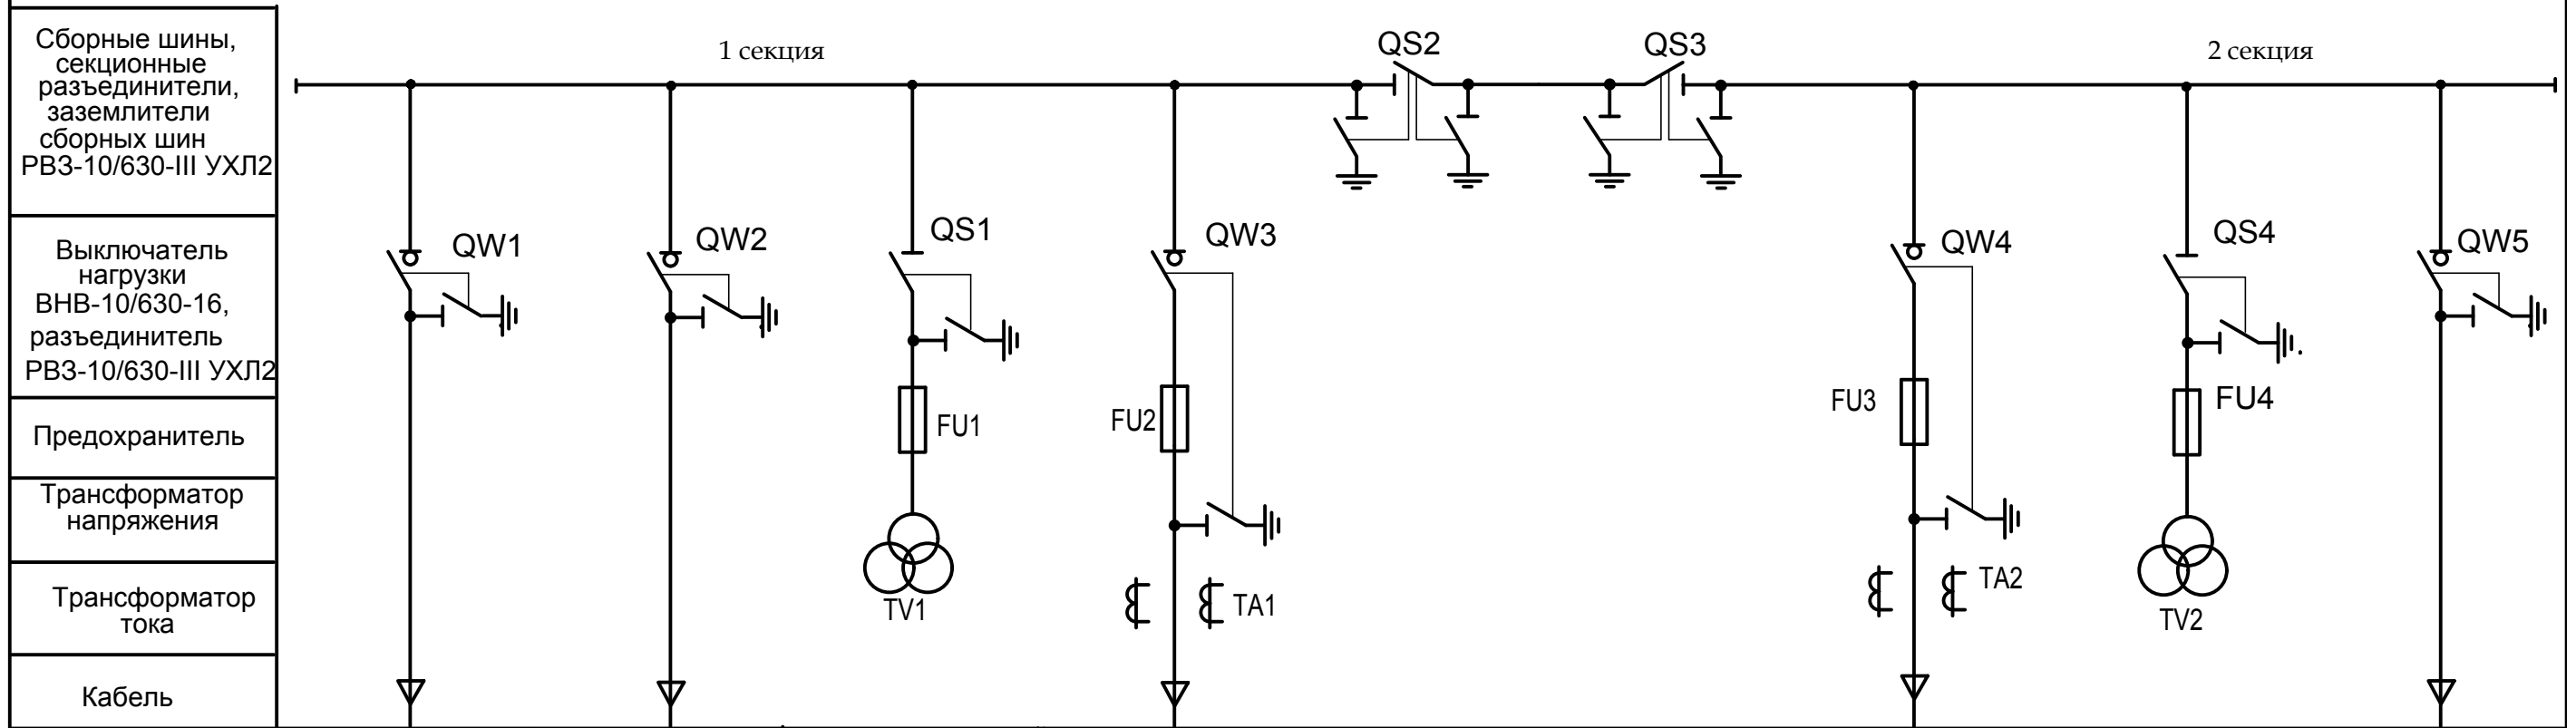 Сборные шины,
секционные
разъединители,
заземлители
сборных шин
РВЗ-10/630-III УХЛ2
Выключатель
нагрузки
ВНВ-10/630-16,
разъединитель
РВЗ-10/630-III УХЛ2
Предохранитель
Трансформатор
напряжения
Трансформатор
тока
Кабель
1 секция
QS2
QS3
2 секция
QW1
QW2
QS1
QW3
QW4
QS4
QW5
FU1
FU2
FU3
FU4
TV1
TA1
TA2
TV2